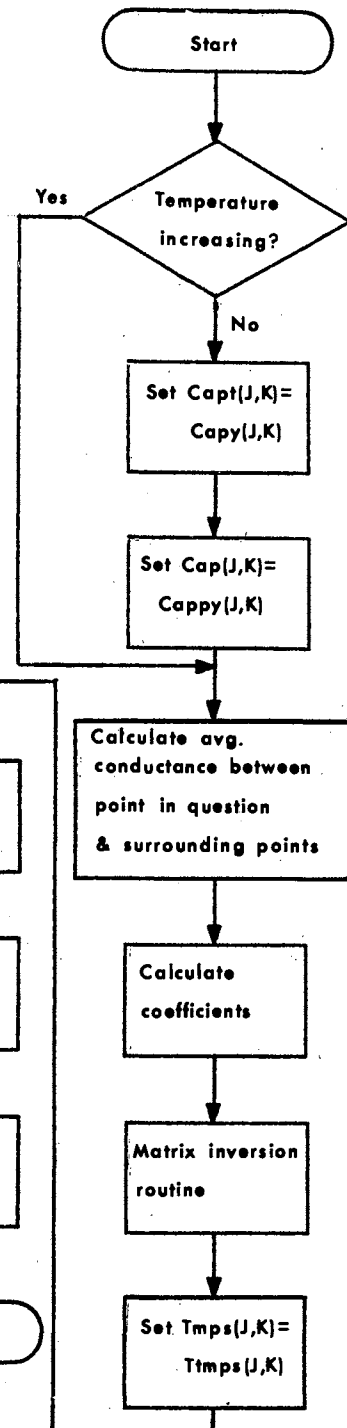 Start
Yes
Temperature
increasing?
No
Set Capt(J,K)=
Capy(J,K)
Set Cap(J,K)=
Cappy(J,K)
Calculate avg.
conductance between
point in question
& surrounding points
Calculate
coefficients
Matrix inversion
routine
Set Tmps(J,K)=
Ttmps(J,K)